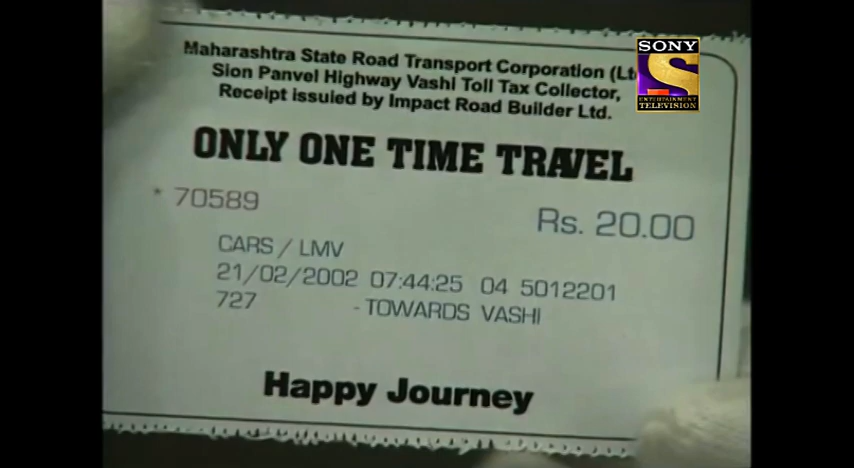 Maharashtra State Road Transport Corporation (Lt
Sion Panvel Highway Vashi Toll Tax Collector,
Receipt issued by Impact Road Builder Ltd.
SONY
S
ENTERTAINMENT
TELEVISION
ONLY ONE TIME TRAVEL
* 70589
Rs. 20.00
CARS / LMV
21/02/2002 07:44:25 04 5012201
727 - TOWARDS VASHI
Happy Journey